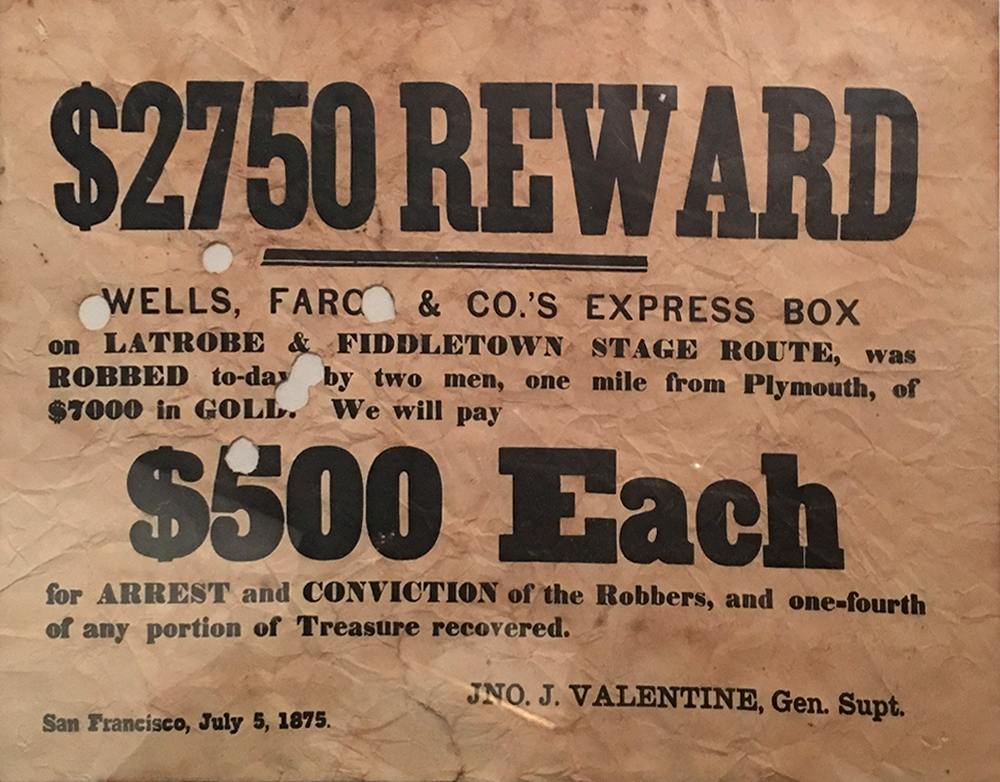 $2750 REWARD
WELLS, FARGO & CO.'S EXPRESS BOX
on LATROBE & FIDDLETOWN STAGE ROUTE, was
ROBBED to-day by two men, one mile from Plymouth, of
$7000 in GOLD. We will pay
$500 Each
for ARREST and CONVICTION of the Robbers, and one-fourth
of any portion of Treasure recovered.
JNO. J. VALENTINE, Gen. Supt.
San Francisco, July 5, 1875.